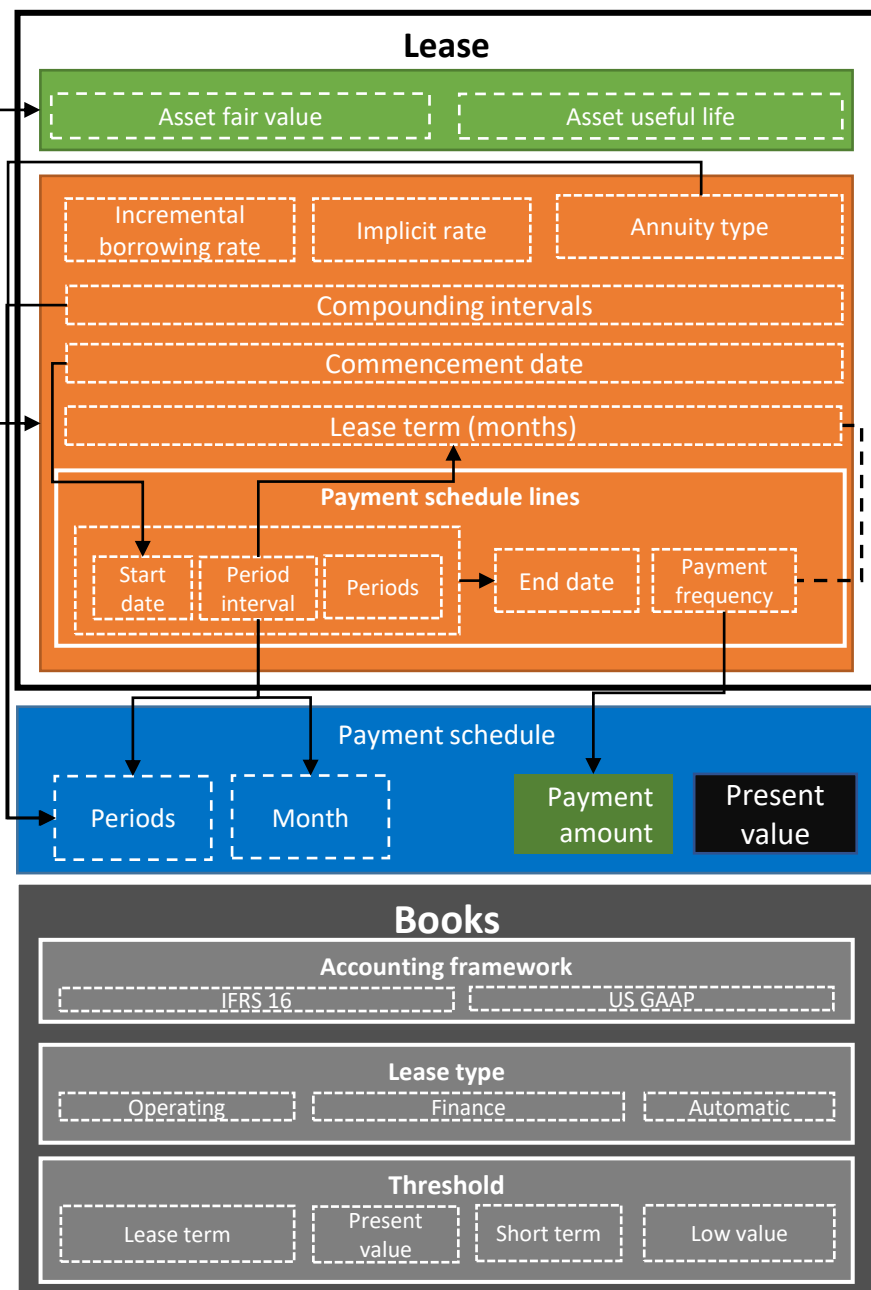 Lease
Asset fair value
Asset useful life
Incremental
borrowing rate
Implicit rate
Annuity type
Compounding intervals
Commencement date
Lease term (months)
Payment schedule lines
Start
date
Period
interval
Periods
End date
Payment
frequency
Payment schedule
Periods
Month
Payment
amount
Present
value
Books
Accounting framework
IFRS 16
US GAAP
Lease type
Operating
Finance
Automatic
Threshold
Lease term
Present
value
Short term
Low value